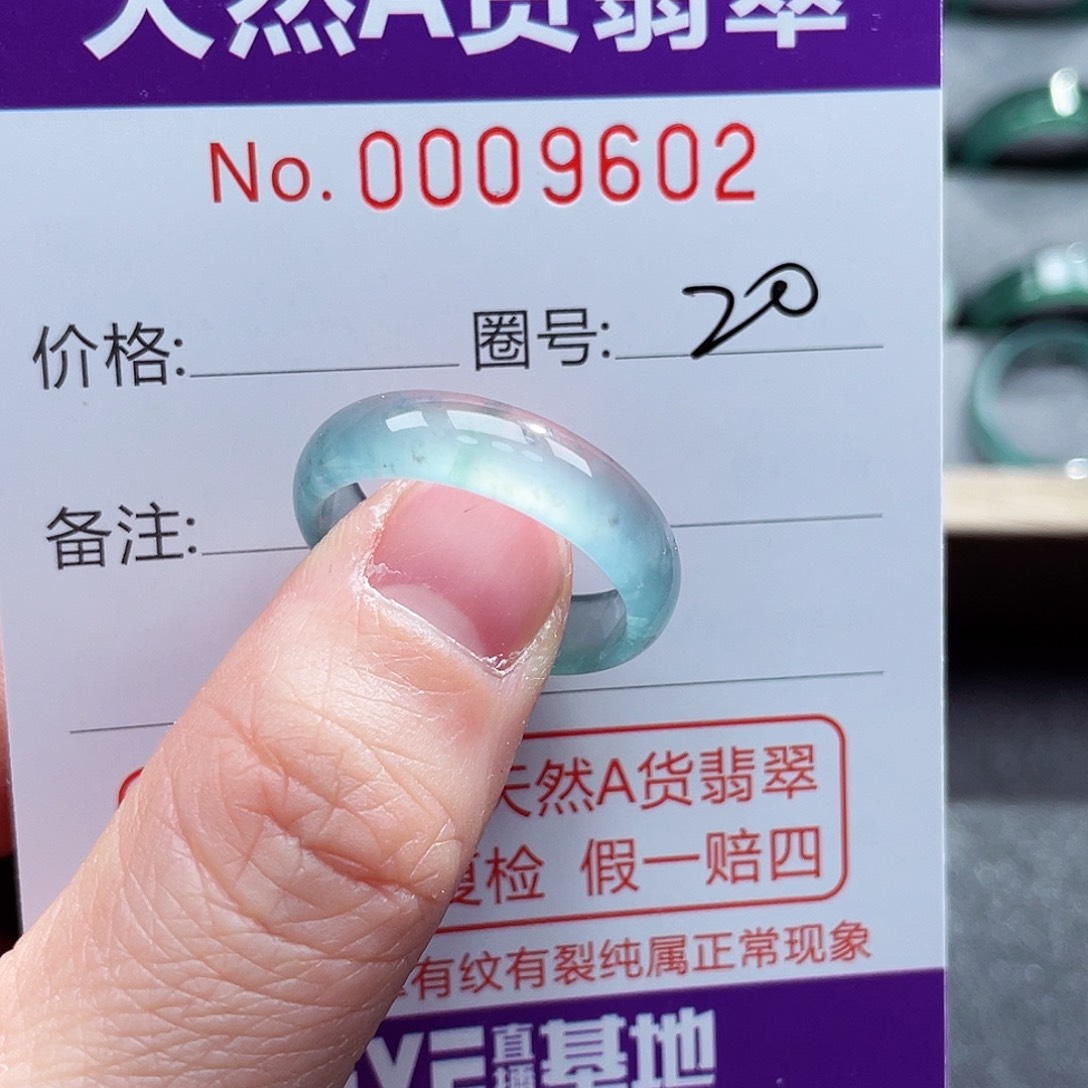 天然A货翡翠
No. 0009602
价格: 圈号: 20
备注:
天然A货翡翠
复检 假一赔四
有纹有裂纯属正常现象
直播基地